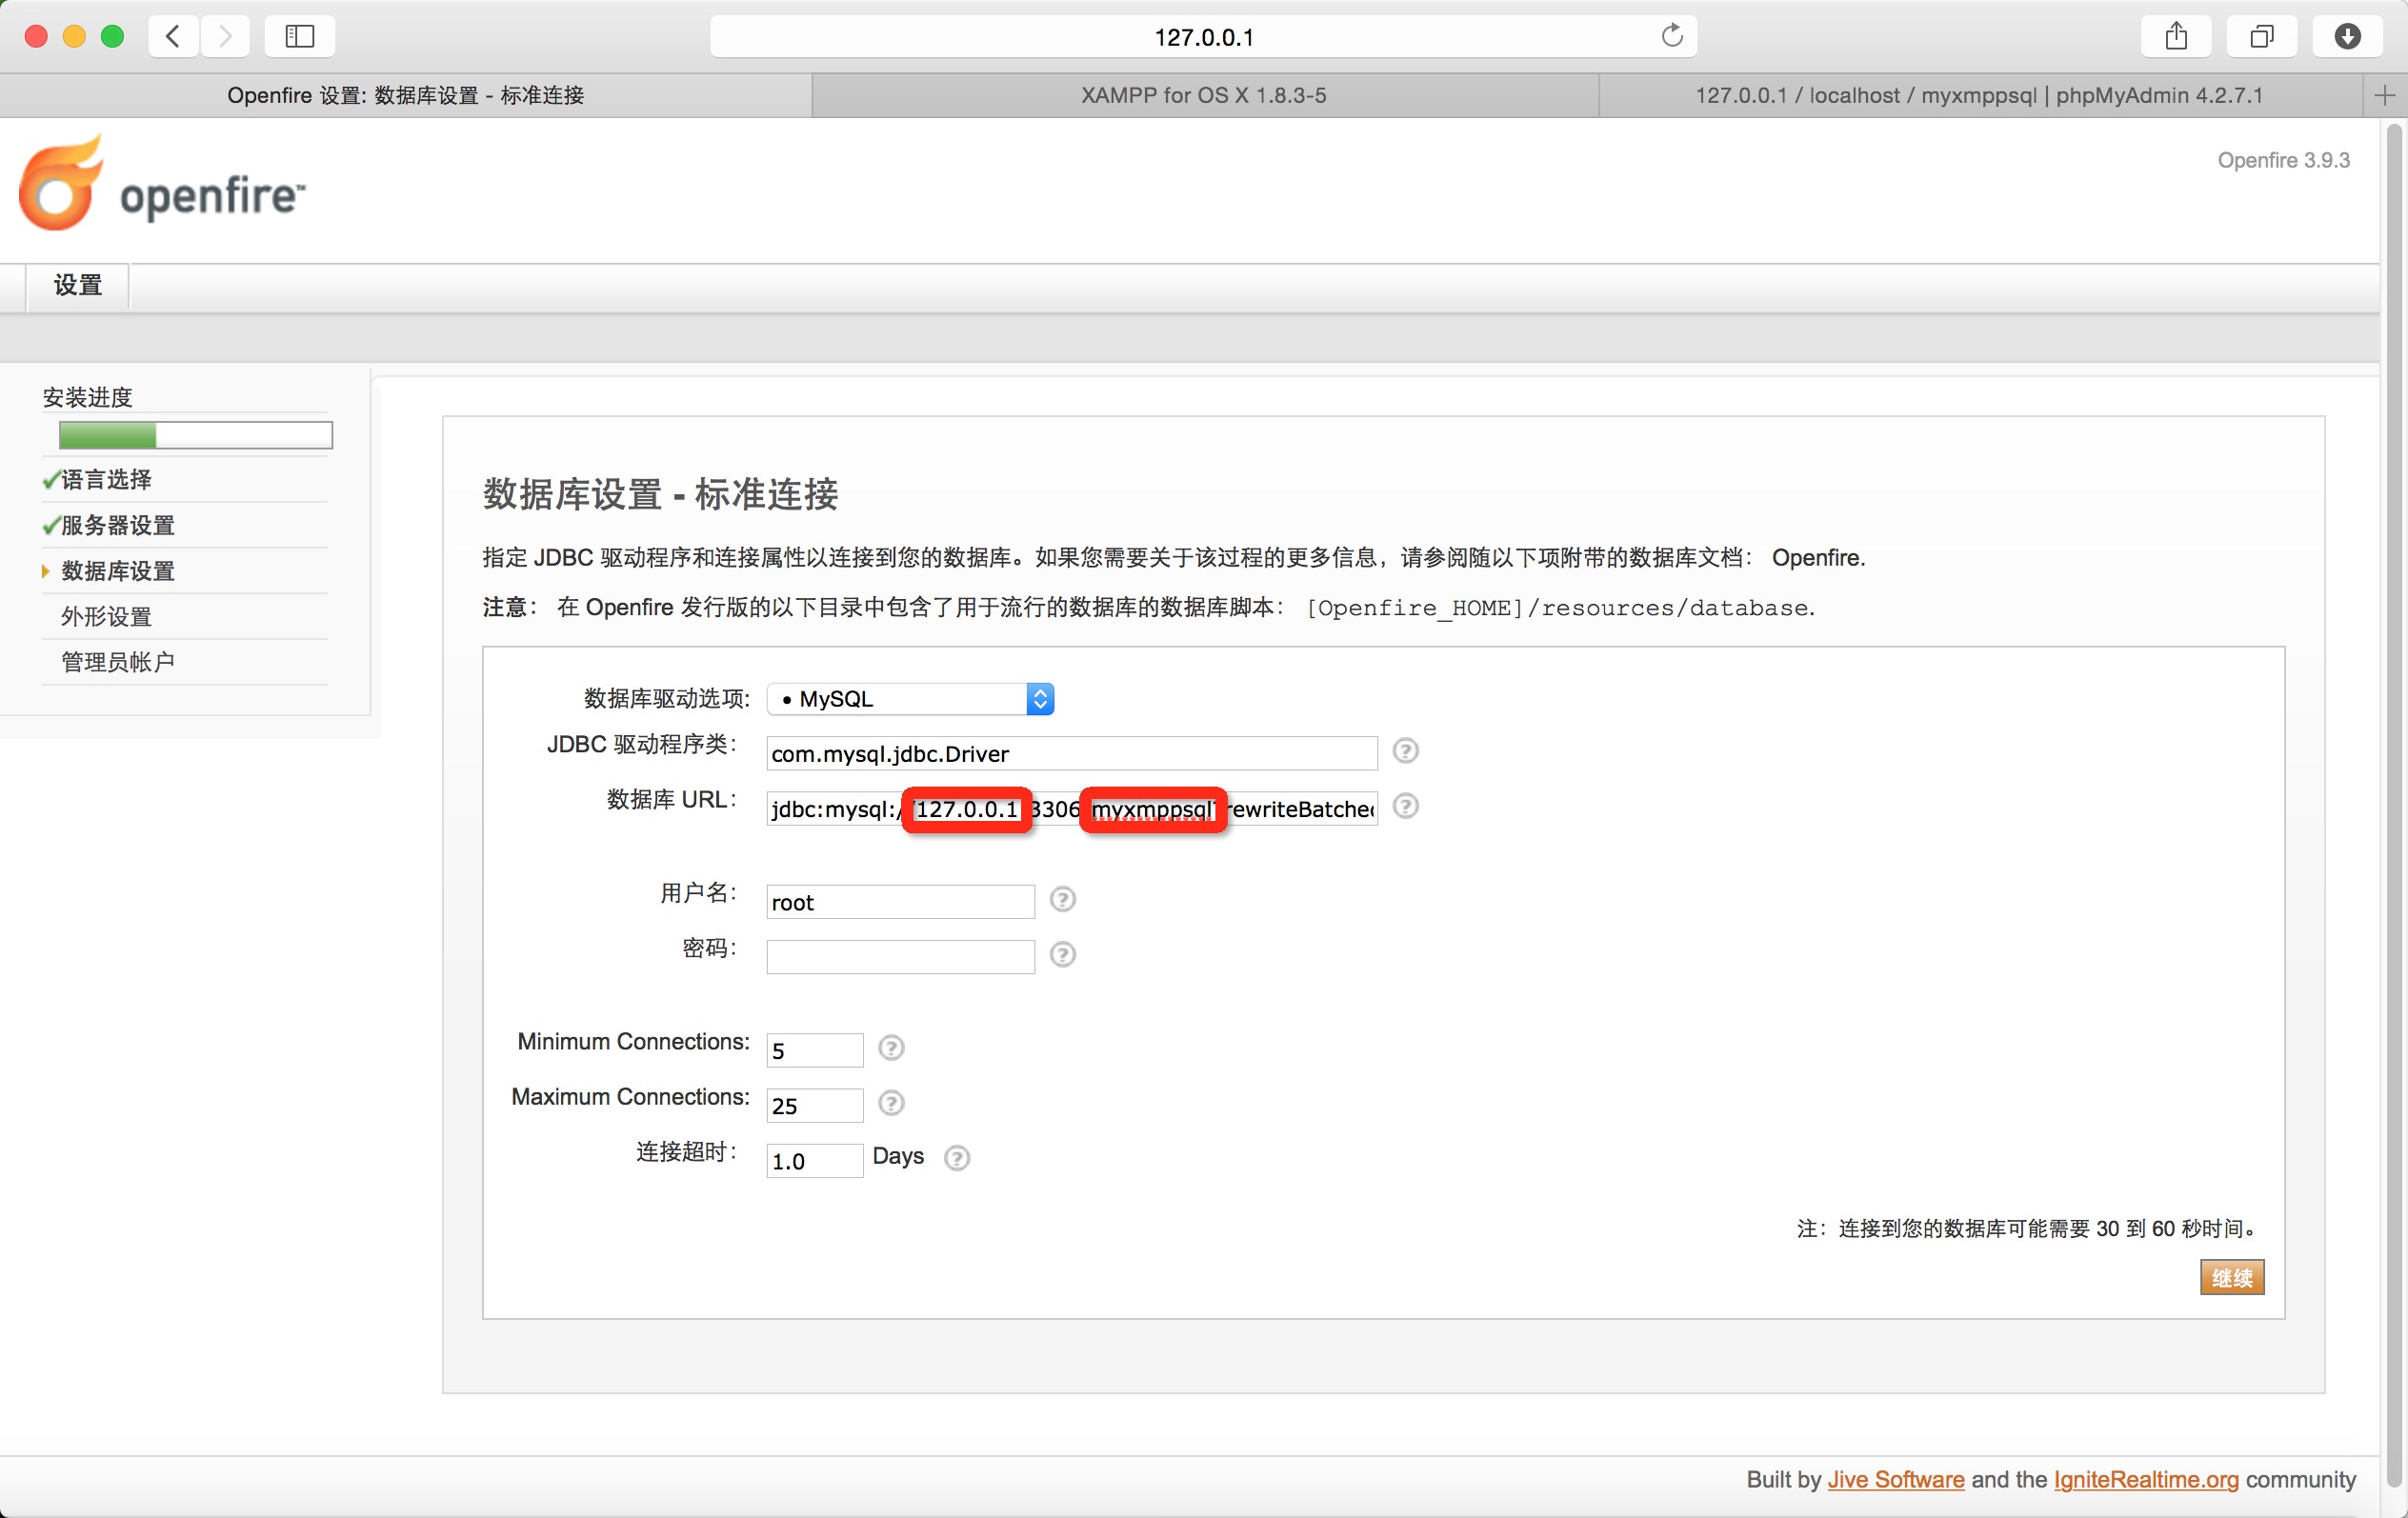 127.0.0.1
Openfire 设置: 数据库设置 - 标准连接
XAMPP for OS X 1.8.3-5
127.0.0.1 / localhost / myxmppsql | phpMyAdmin 4.2.7.1
openfire™
Openfire 3.9.3
设置
安装进度
语言选择
服务器设置
数据库设置
外形设置
管理员帐户
数据库设置 - 标准连接
指定 JDBC 驱动程序和连接属性以连接到您的数据库。如果您需要关于该过程的更多信息，请参阅随以下项附带的数据库文档： Openfire.
注意： 在 Openfire 发行版的以下目录中包含了用于流行的数据库的数据库脚本： [Openfire_HOME]/resources/database.
数据库驱动选项: • MySQL
JDBC 驱动程序类： com.mysql.jdbc.Driver
数据库 URL： jdbc:mysql://127.0.0.1:3306/myxmppsql?rewriteBatched
用户名： root
密码：
Minimum Connections: 5
Maximum Connections: 25
连接超时： 1.0 Days
注：连接到您的数据库可能需要 30 到 60 秒时间。
继续
Built by Jive Software and the IgniteRealtime.org community